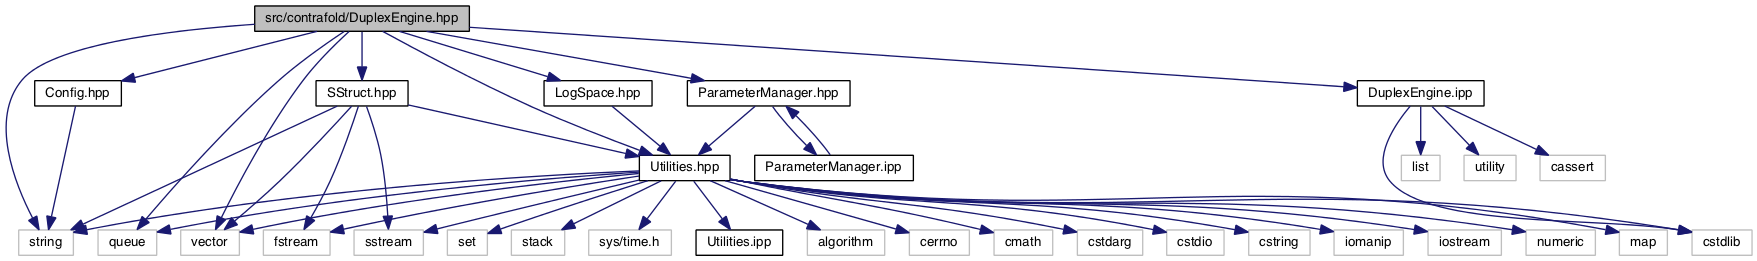 src/contrafold/DuplexEngine.hpp
Config.hpp
SStruct.hpp
LogSpace.hpp
ParameterManager.hpp
DuplexEngine.ipp
Utilities.hpp
ParameterManager.ipp
list
utility
cassert
string
queue
vector
fstream
sstream
set
stack
sys/time.h
Utilities.ipp
algorithm
cerrno
cmath
cstdarg
cstdio
cstring
iomanip
iostream
numeric
map
cstdlib